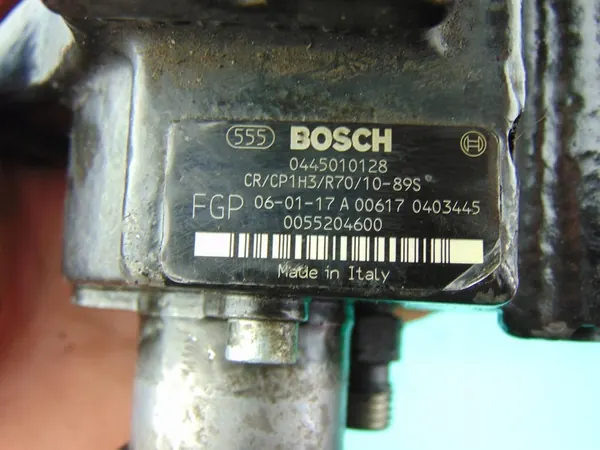 555 BOSCH
0445010128
CR/CP1H3/R70/10-89S
FGP 06-01-17 A 00617 0403445
0055204600
Made in Italy